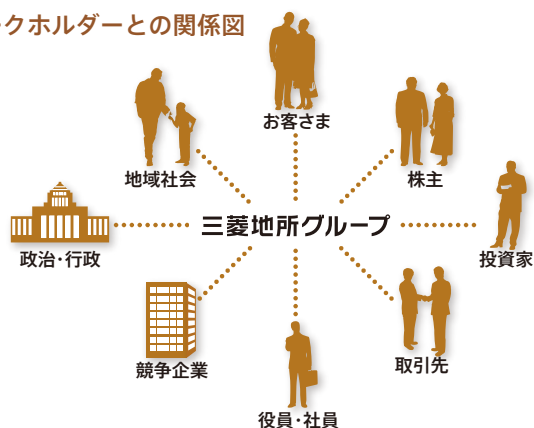 クホルダーとの関係図
お客さま
地域社会
株主
政治・行政
三菱地所グループ
投資家
競争企業
取引先
役員・社員